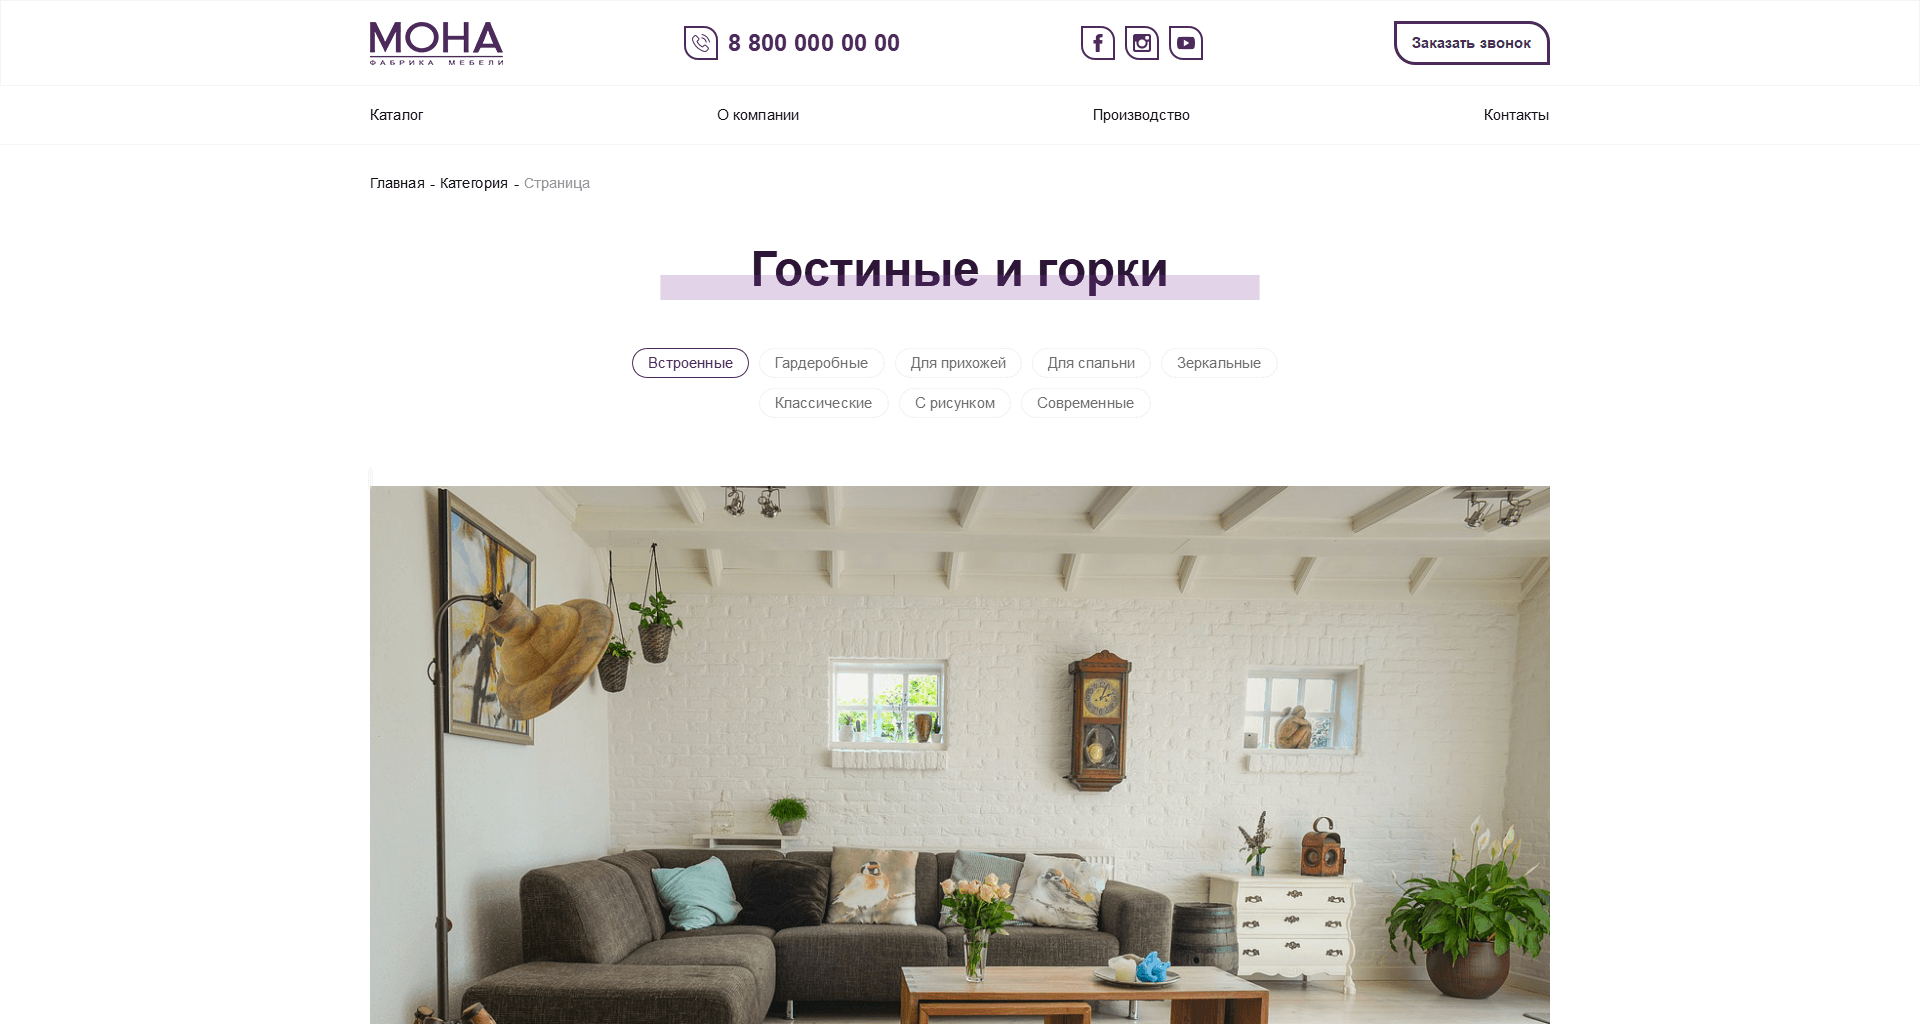 МОНА
ФАБРИКА МЕБЕЛИ
8 800 000 00 00
Заказать звонок
Каталог
О компании
Производство
Контакты
Главная - Категория - Страница
Гостиные и горки
Встроенные
Гардеробные
Для прихожей
Для спальни
Зеркальные
Классические
С рисунком
Современные